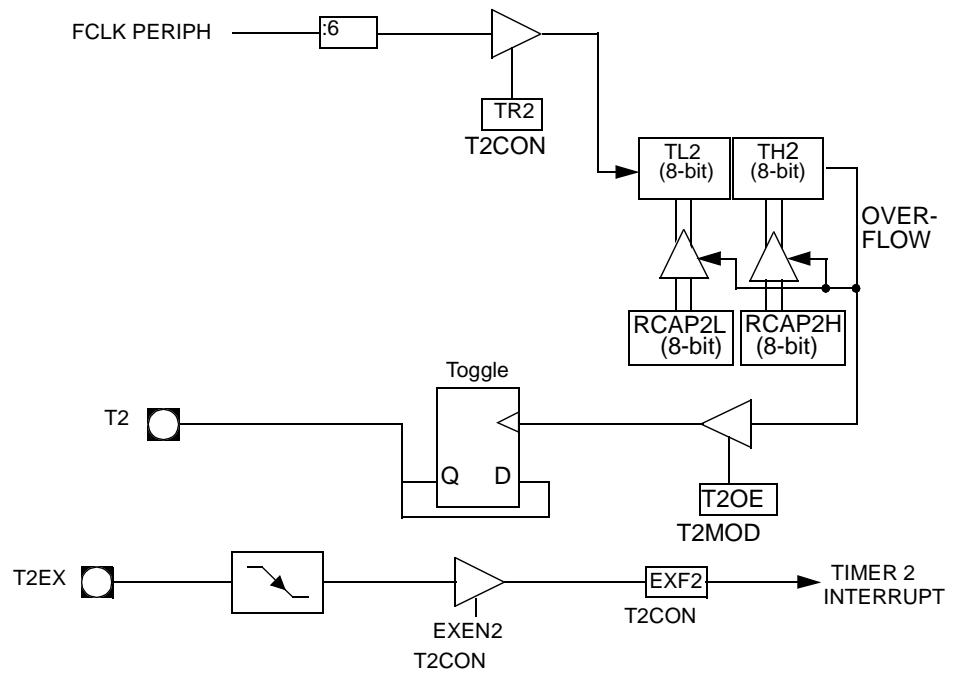 FCLK PERIPH
:6
TR2
T2CON
TL2
(8-bit)
TH2
(8-bit)
OVER-
FLOW
RCAP2L
(8-bit)
RCAP2H
(8-bit)
Toggle
T2
Q
D
T2OE
T2MOD
T2EX
EXEN2
T2CON
EXF2
T2CON
TIMER 2
INTERRUPT